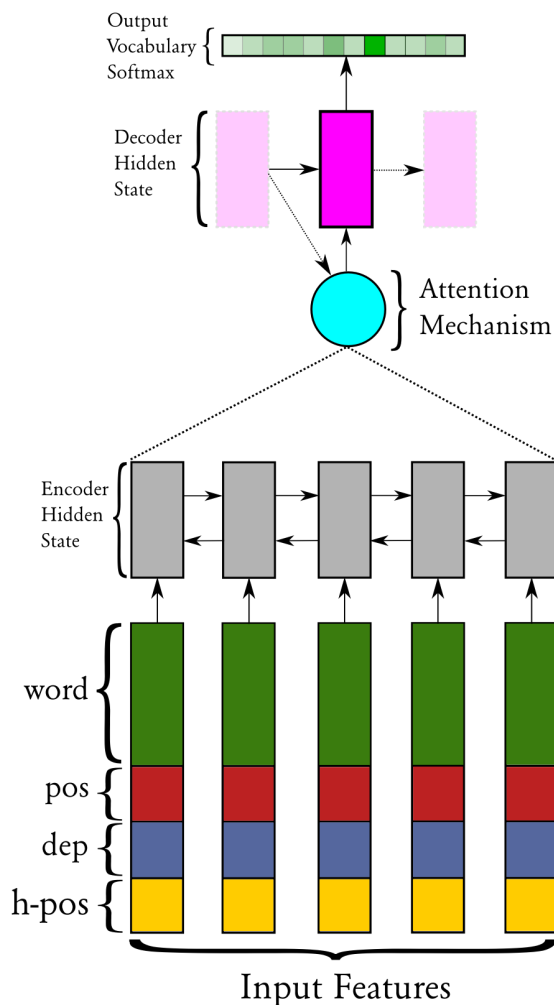 Output
Vocabulary
Softmax
Decoder
Hidden
State
Attention
Mechanism
Encoder
Hidden
State
word
pos
dep
h-pos
Input Features